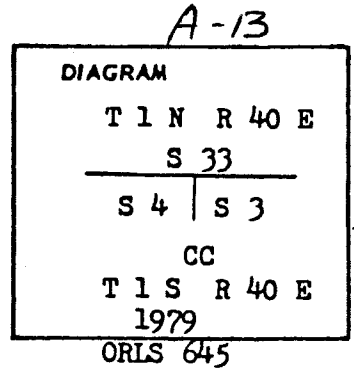 A-13
DIAGRAM
T 1 N R 40 E
S 33
S 4 S 3
CC
T 1 S R 40 E
1979
ORLS 645